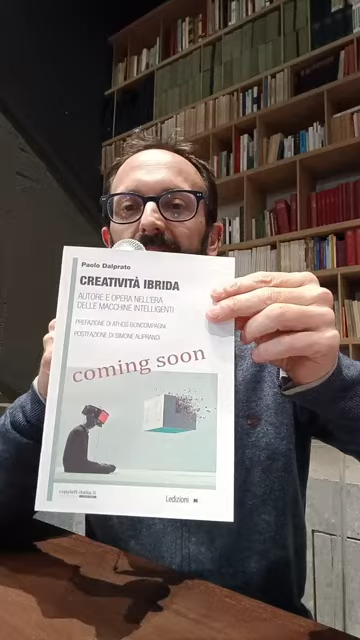 Paolo Dalprato
CREATIVITÀ IBRIDA
AUTORE E OPERA NELL'ERA
DELLE MACCHINE INTELLIGENTI
PREFAZIONE DI ATHOS BONCOMPAGNI
POSTFAZIONE DI SIMONE ALIPRANDI
coming soon
copyleft-italia.it
Ledizioni